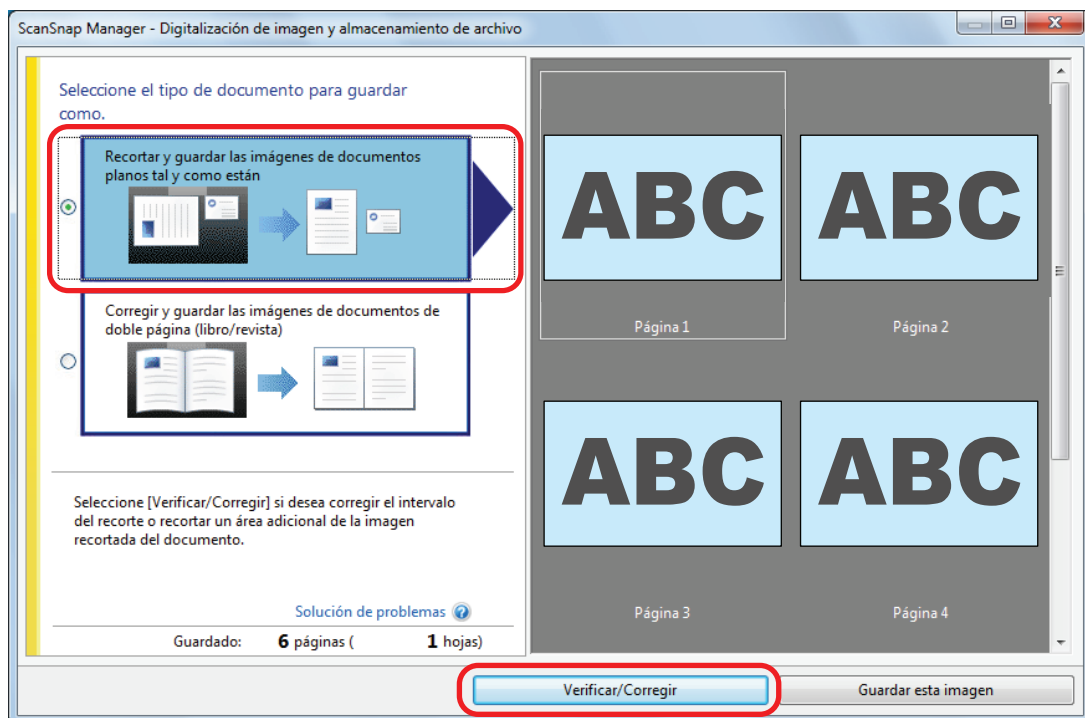 ScanSnap Manager - Digitalización de imagen y almacenamiento de archivo
Seleccione el tipo de documento para guardar
como.
Recortar y guardar las imágenes de documentos
planos tal y como están
Corregir y guardar las imágenes de documentos de
doble página (libro/revista)
Seleccione [Verificar/Corregir] si desea corregir el intervalo
del recorte o recortar un área adicional de la imagen
recortada del documento.
Solución de problemas ?
Guardado: 6 páginas ( 1 hojas)
ABC ABC
Página 1 Página 2
ABC ABC
Página 3 Página 4
Verificar/Corregir Guardar esta imagen